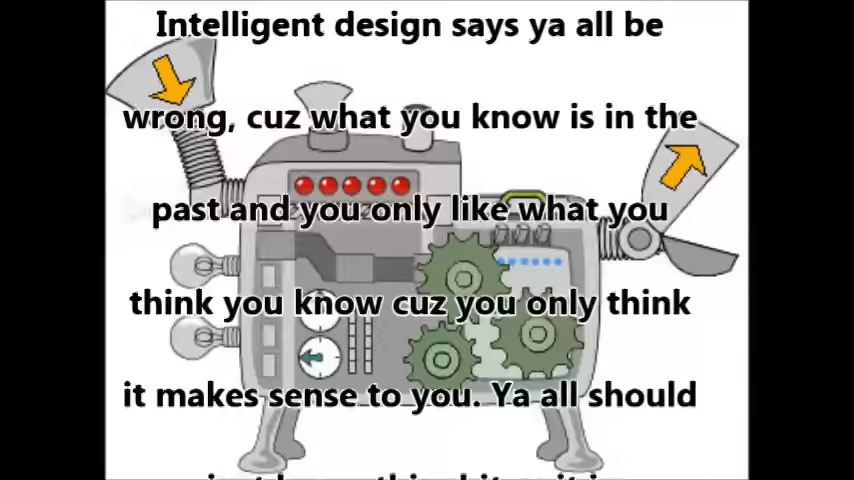 Intelligent design says ya all be
wrong, cuz what you know is in the
past and you only like what you
think you know cuz you only think
it makes sense to you. Ya all should